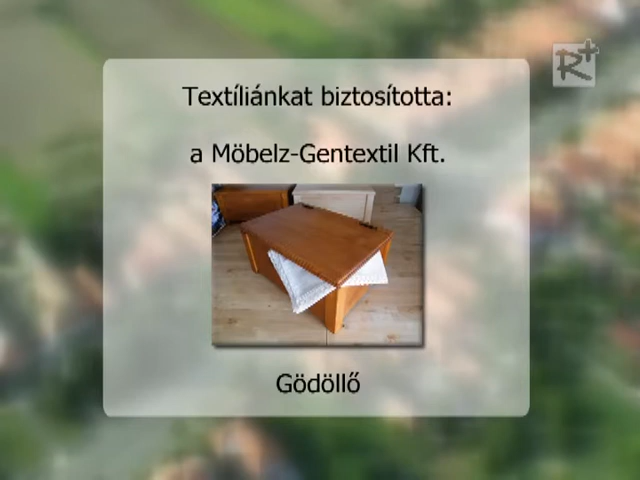 R+
Textíliánkat biztosította:
a Möbelz-Gentextil Kft.
Gödöllő